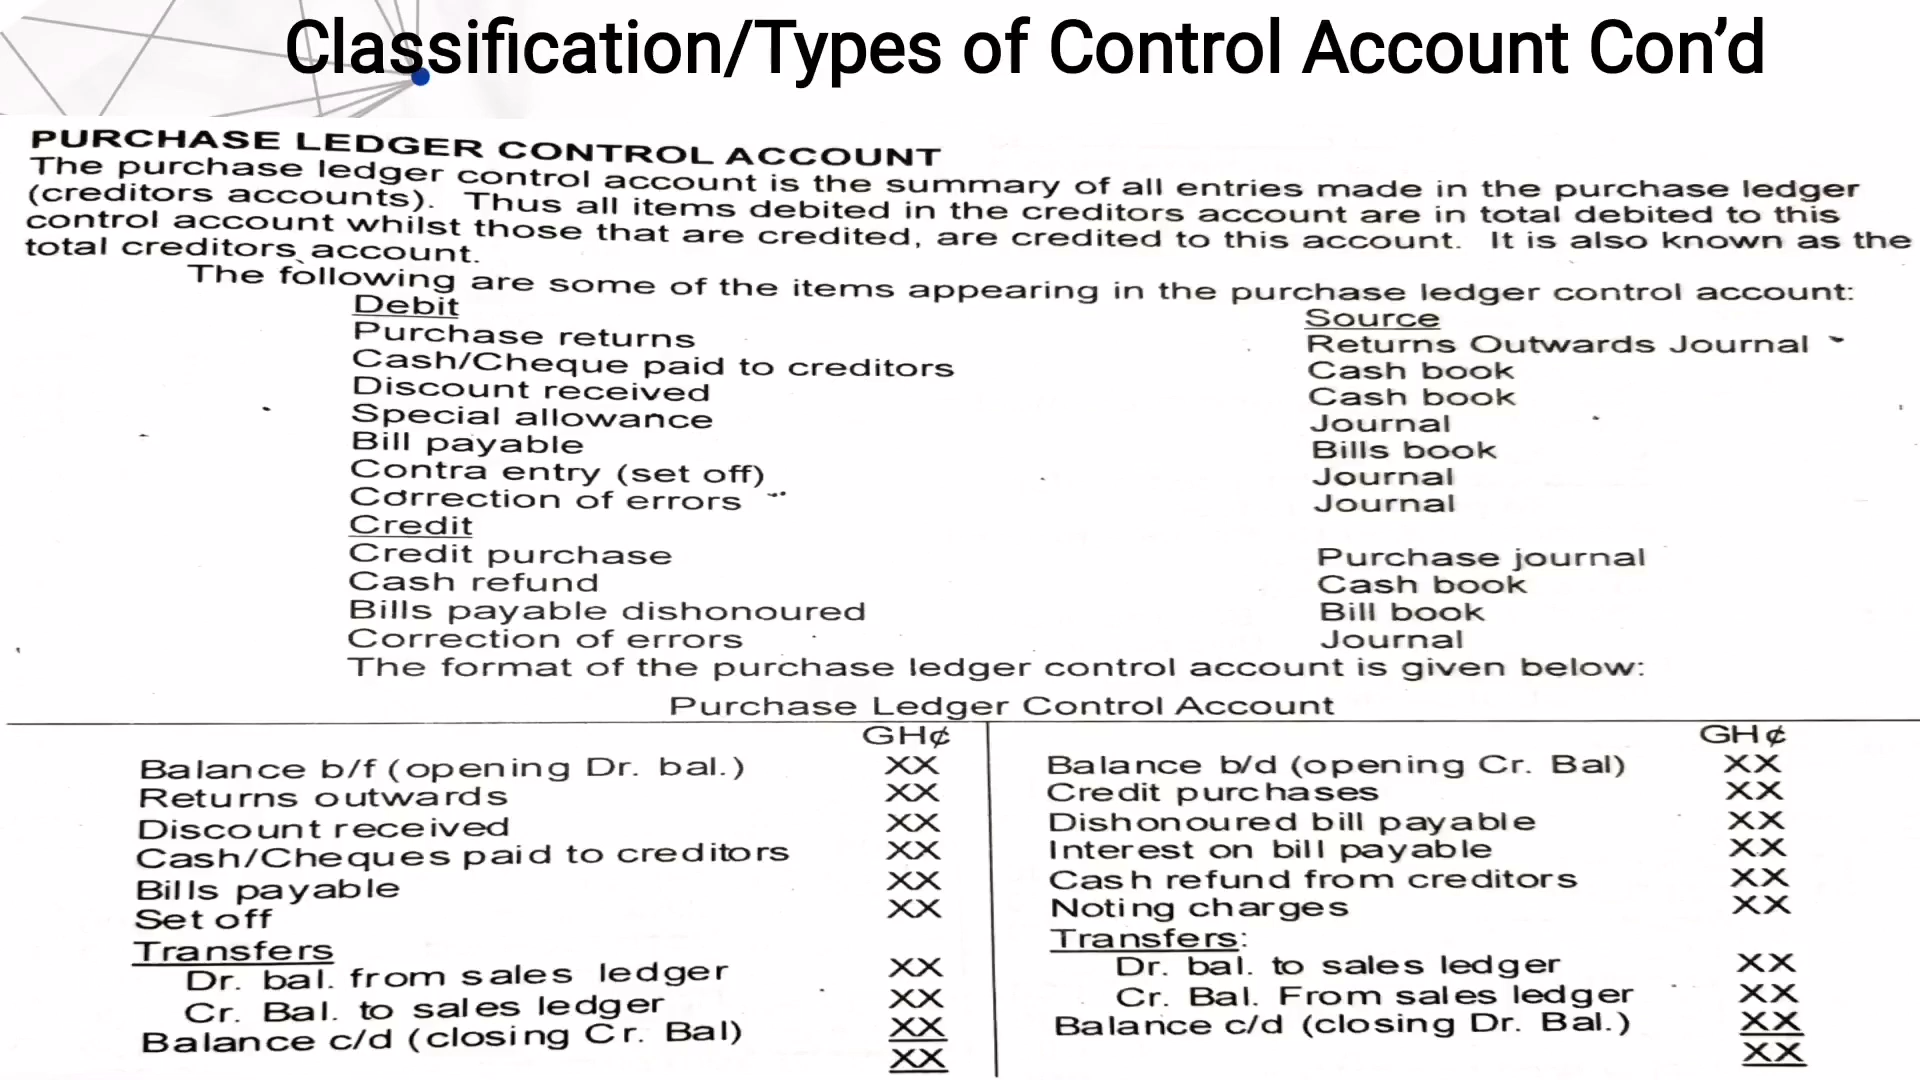 Classification/Types of Control Account Con’d
PURCHASE LEDGER CONTROL ACCOUNT
The purchase ledger control account is the summary of all entries made in the purchase ledger
(creditors accounts). Thus all items debited in the creditors account are in total debited to this
control account whilst those that are credited, are credited to this account. It is also known as the
total creditors account.
The following are some of the items appearing in the purchase ledger control account:
Debit Source
Purchase returns Returns Outwards Journal
Cash/Cheque paid to creditors Cash book
Discount received Cash book
Special allowance Journal
Bill payable Bills book
Contra entry (set off) Journal
Correction of errors Journal
Credit
Credit purchase Purchase journal
Cash refund Cash book
Bills payable dishonoured Bill book
Correction of errors Journal
The format of the purchase ledger control account is given below:
Purchase Ledger Control Account
GH¢ GH¢
Balance b/f (opening Dr. bal.) XX Balance b/d (opening Cr. Bal) XX
Returns outwards XX Credit purchases XX
Discount received XX Dishonoured bill payable XX
Cash/Cheques paid to creditors XX Interest on bill payable XX
Bills payable XX Cash refund from creditors XX
Set off XX Noting charges XX
Transfers Transfers:
Dr. bal. from sales ledger XX Dr. bal. to sales ledger XX
Cr. Bal. to sales ledger XX Cr. Bal. From sales ledger XX
Balance c/d (closing Cr. Bal) XX Balance c/d (closing Dr. Bal.) XX
XX XX